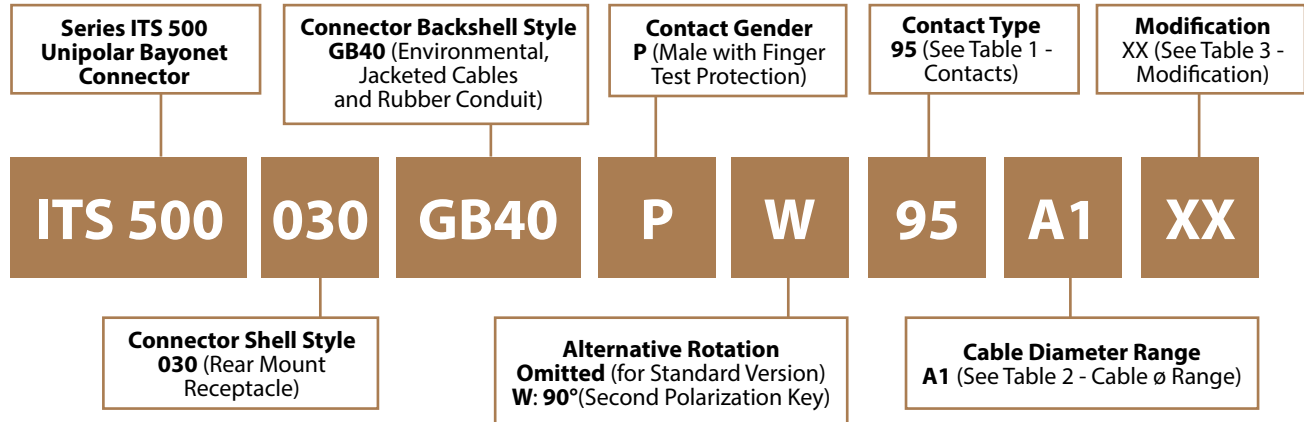 Series ITS 500
Unipolar Bayonet
Connector
Connector Backshell Style
GB40 (Environmental,
Jacketed Cables
and Rubber Conduit)
Contact Gender
P (Male with Finger
Test Protection)
Contact Type
95 (See Table 1 -
Contacts)
Modification
XX (See Table 3 -
Modification)
ITS 500 030 GB40 P W 95 A1 XX
Connector Shell Style
030 (Rear Mount
Receptacle)
Alternative Rotation
Omitted (for Standard Version)
W: 90°(Second Polarization Key)
Cable Diameter Range
A1 (See Table 2 - Cable ø Range)